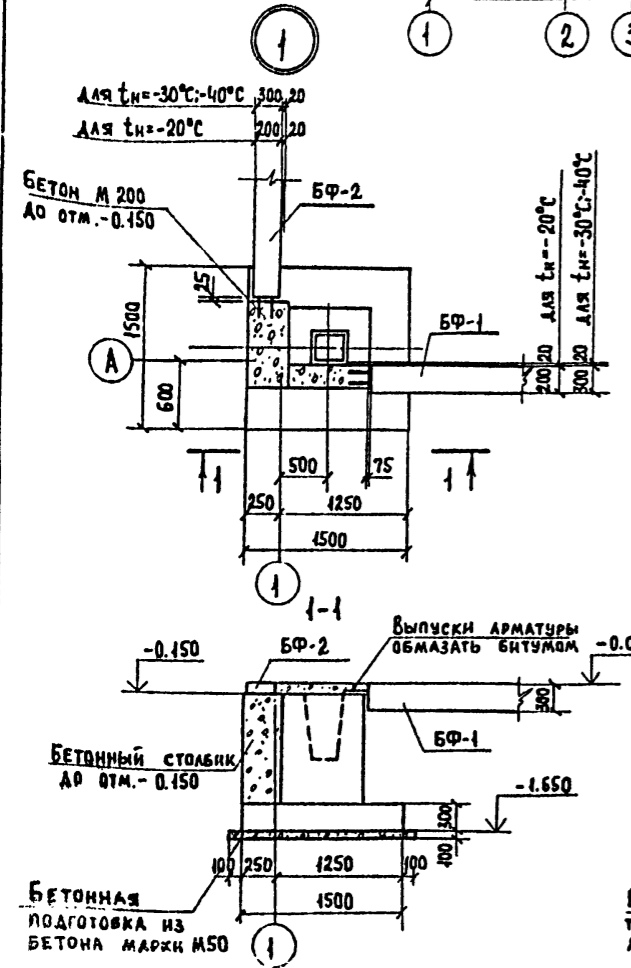 1
1
2
3
для tн=-30°С;-40°С 300 20
для tн=-20°С 200 20
Бетон М 200
до отм.-0.150
БФ-2
25
1500
А
600
БФ-1
для tн=-20°С
для tн=-30°С;-40°С
200 20
300 20
1
500
75
1
250
1250
1500
1
1-1
-0.150
БФ-2
Выпуски арматуры
обмазать битумом
-0.0
300
БФ-1
Бетонный столбик
до отм.-0.150
-1.650
300
100
100 250 1250 100
1500
Бетонная
подготовка из
бетона марки М50
1